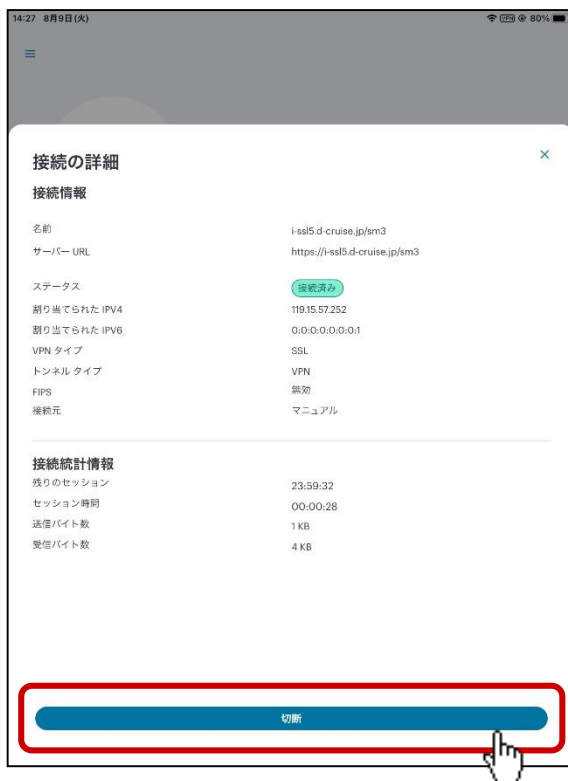 14:27 8月9日(火) VPN 80%
接続の詳細
接続情報
名前 i-ssl5.d-cruise.jp/sm3
サーバー URL https://i-ssl5.d-cruise.jp/sm3
ステータス 接続済み
割り当てられた IPV4 119.15.57.252
割り当てられた IPV6 0:0:0:0:0:0:0:1
VPN タイプ SSL
トンネル タイプ VPN
FIPS 無効
接続元 マニュアル
接続統計情報
残りのセッション 23:59:32
セッション時間 00:00:28
送信バイト数 1 KB
受信バイト数 4 KB
切断